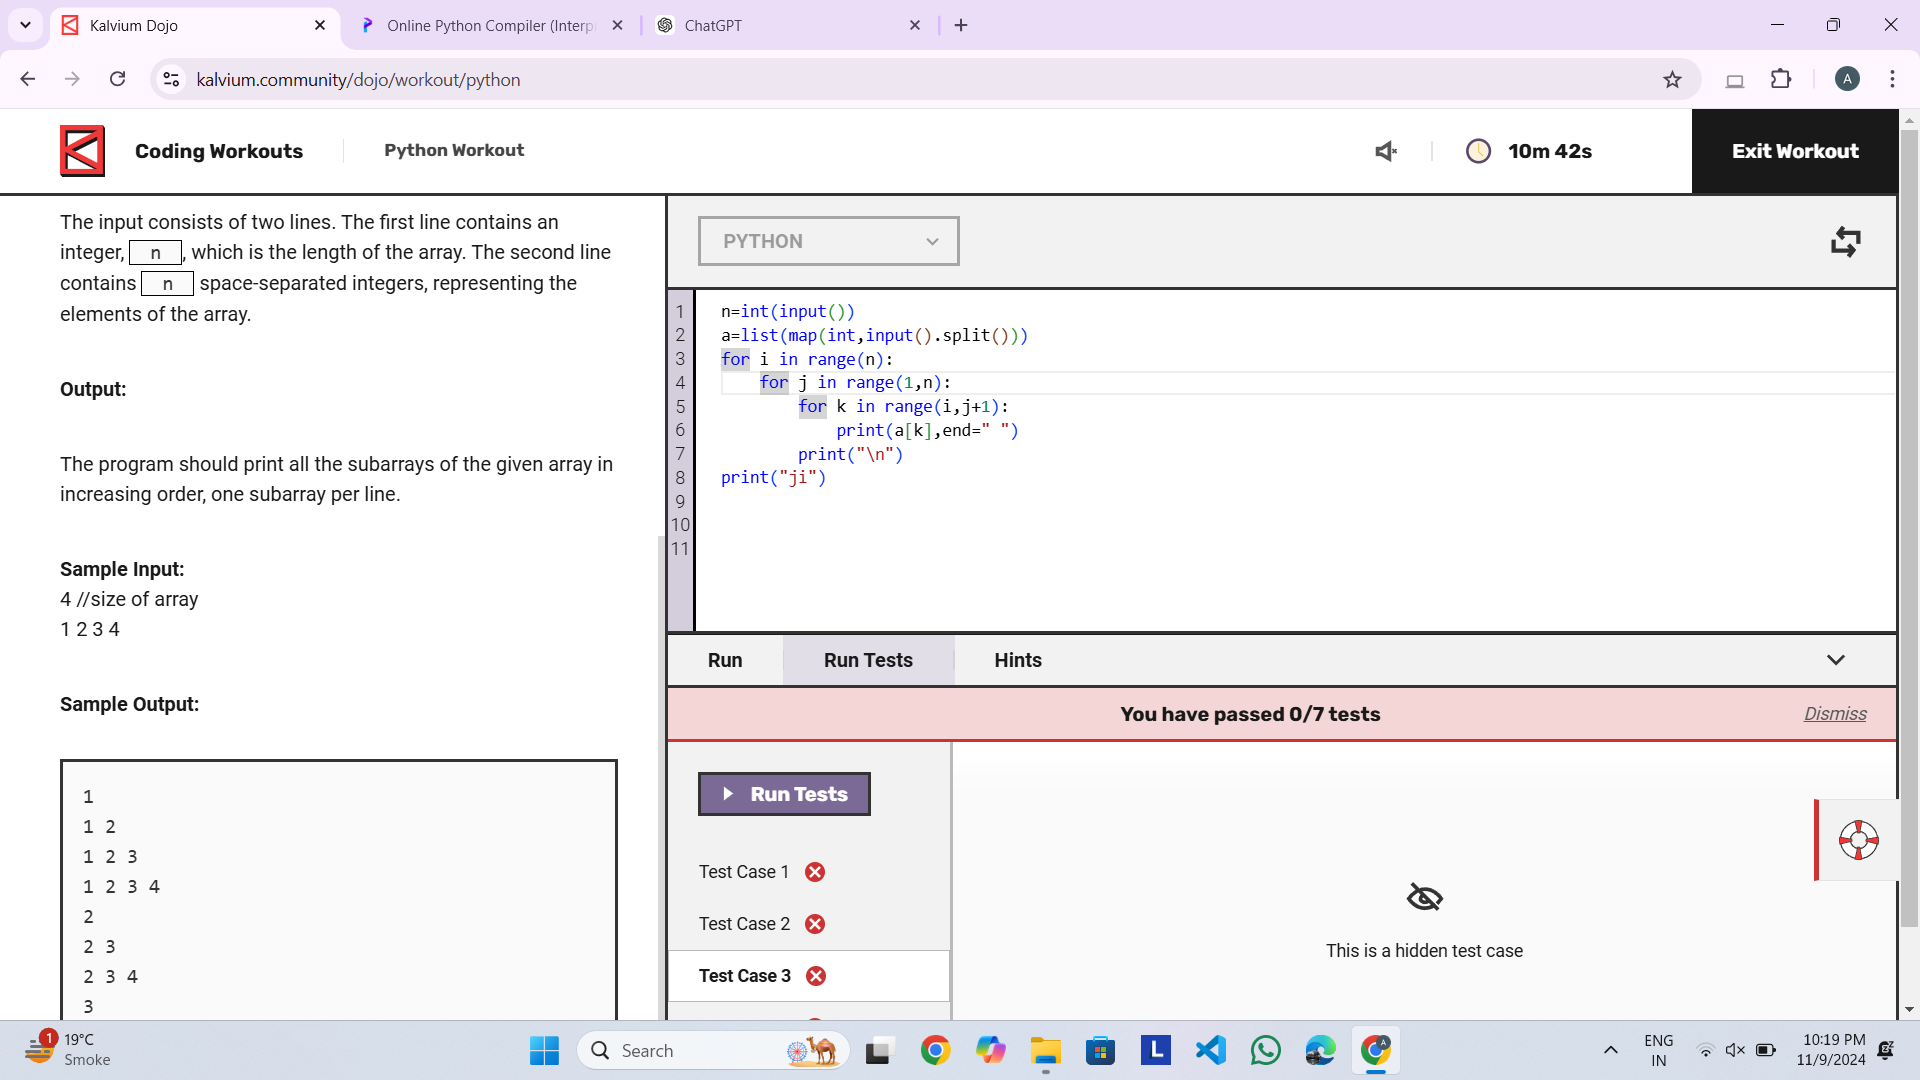 Kalvium Dojo
Online Python Compiler (Interp
ChatGPT
kalvium.community/dojo/workout/python
A
Coding Workouts
Python Workout
10m 42s
Exit Workout
The input consists of two lines. The first line contains an
integer, n, which is the length of the array. The second line
contains n space-separated integers, representing the
elements of the array.
Output:
The program should print all the subarrays of the given array in
increasing order, one subarray per line.
Sample Input:
4 //size of array
1 2 3 4
Sample Output:
1
1 2
1 2 3
1 2 3 4
2
2 3
2 3 4
3
PYTHON
1 n=int(input())
2 a=list(map(int,input().split()))
3 for i in range(n):
4     for j in range(1,n):
5         for k in range(i,j+1):
6             print(a[k],end=" ")
7         print("\n")
8 print("ji")
9
10
11
Run
Run Tests
Hints
You have passed 0/7 tests
Dismiss
Run Tests
Test Case 1
Test Case 2
Test Case 3
This is a hidden test case
1
19°C
Smoke
Search
L
A
ENG
IN
10:19 PM
11/9/2024